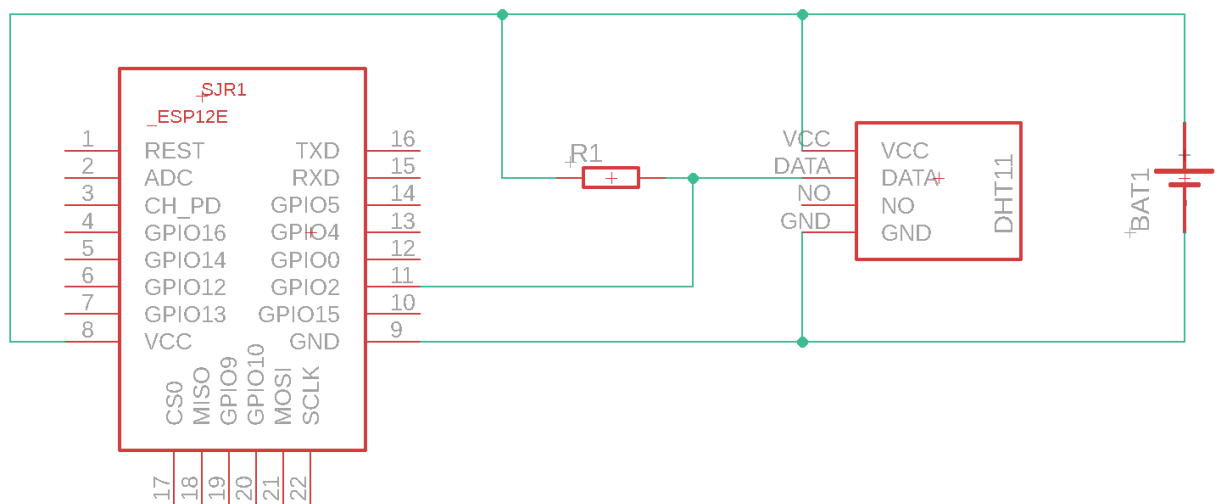 SJR1
_ESP12E
1 REST TXD 16
2 ADC RXD 15
3 CH_PD GPIO5 14
4 GPIO16 GPIO4 13
5 GPIO14 GPIO0 12
6 GPIO12 GPIO2 11
7 GPIO13 GPIO15 10
8 VCC GND 9
CS0
MISO
GPIO9
GPIO10
MOSI
SCLK
17
18
19
20
21
22
R1
VCC VCC
DATA DATA
NO NO
GND GND
DHT11
BAT1